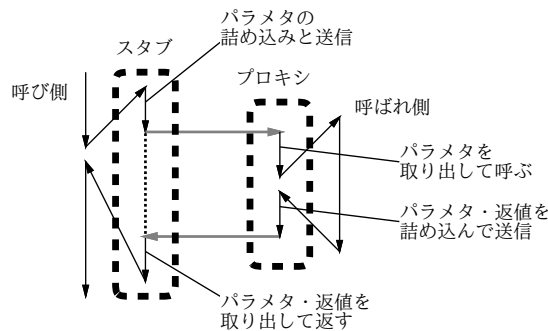 パラメタの
詰め込みと送信
スタブ
プロキシ
呼び側
呼ばれ側
パラメタを
取り出して呼ぶ
パラメタ・返値を
詰め込んで送信
パラメタ・返値を
取り出して返す